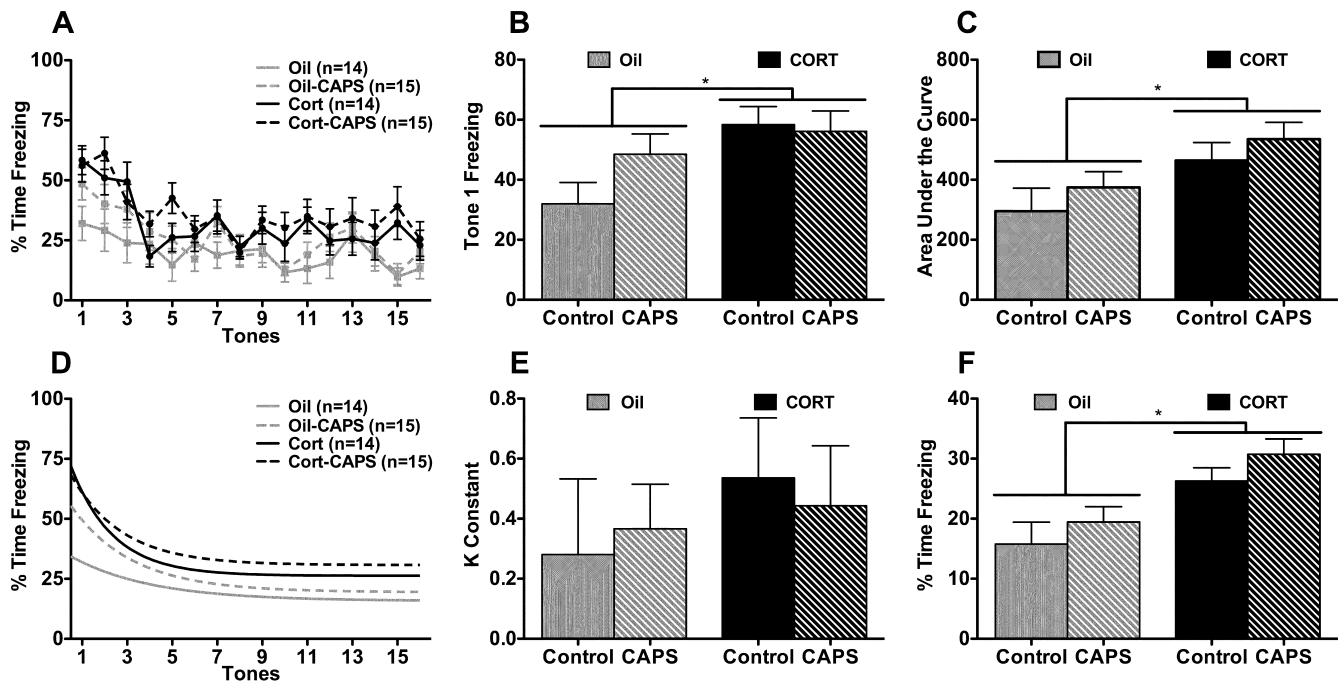 A
100
75
50
25
0
% Time Freezing
Oil (n=14)
Oil-CAPS (n=15)
Cort (n=14)
Cort-CAPS (n=15)
1 3 5 7 9 11 13 15
Tones
B
80
60
40
20
0
Tone 1 Freezing
Oil CORT
*
Control CAPS Control CAPS
C
800
600
400
200
0
Area Under the Curve
Oil CORT
*
Control CAPS Control CAPS
D
100
75
50
25
0
% Time Freezing
Oil (n=14)
Oil-CAPS (n=15)
Cort (n=14)
Cort-CAPS (n=15)
1 3 5 7 9 11 13 15
Tones
E
0.8
0.6
0.4
0.2
0.0
K Constant
Oil CORT
Control CAPS Control CAPS
F
40
30
20
10
0
% Time Freezing
Oil CORT
*
Control CAPS Control CAPS